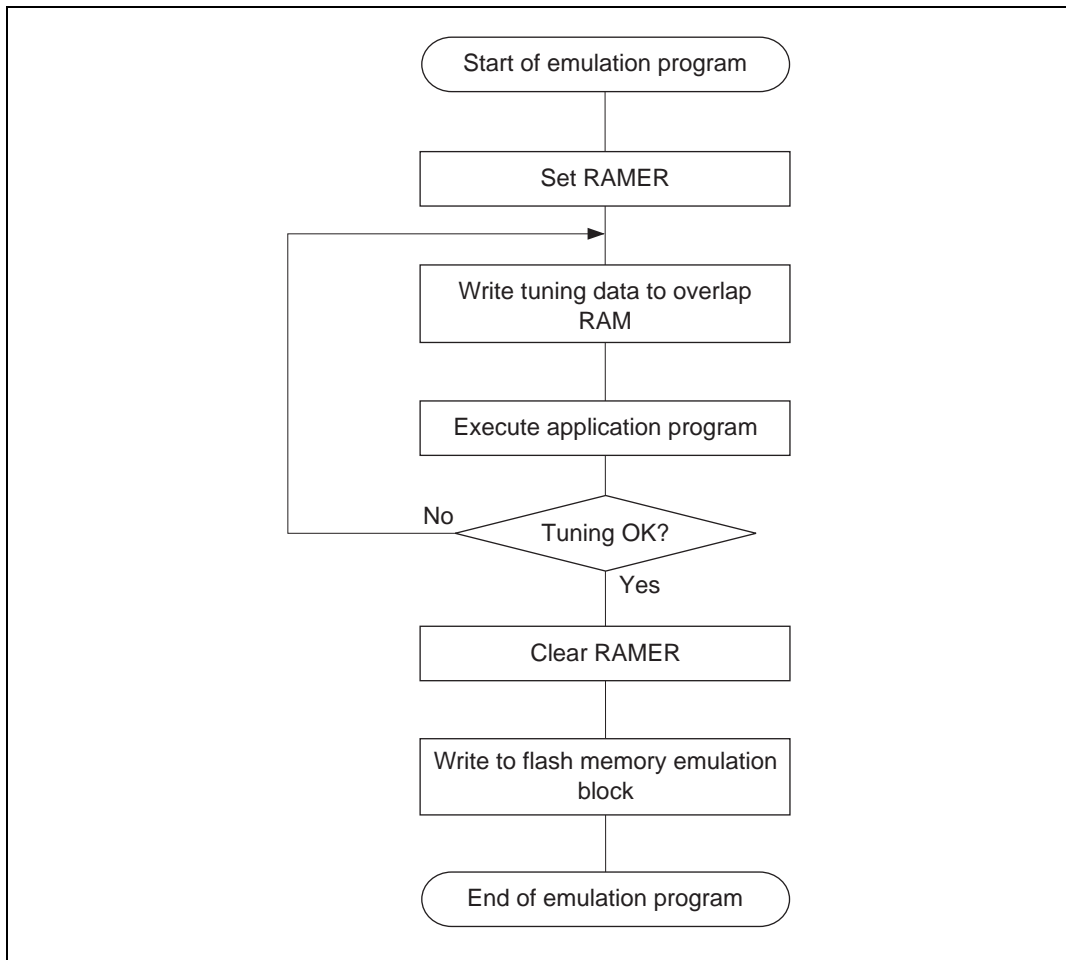 Start of emulation program
Set RAMER
Write tuning data to overlap
RAM
Execute application program
No
Tuning OK?
Yes
Clear RAMER
Write to flash memory emulation
block
End of emulation program